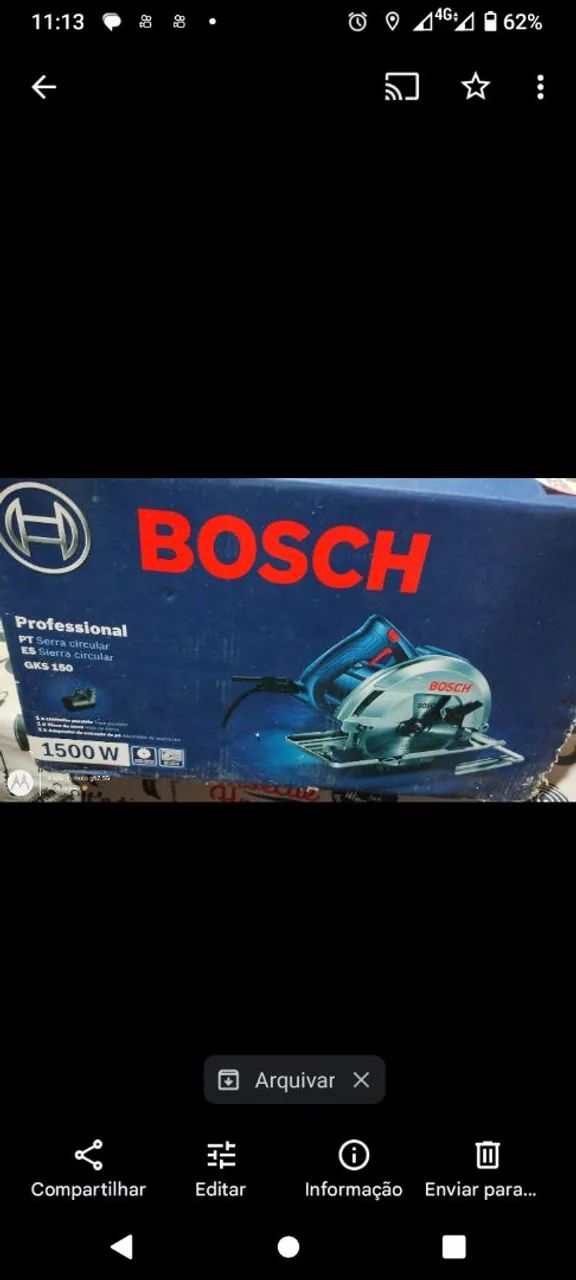 11:13
4G
62%
BOSCH
Professional
PT Serra circular
ES Sierra circular
GKS 150
BOSCH
BOSCH
1500 W
Arquivar
Compartilhar
Editar
Informação
Enviar para...